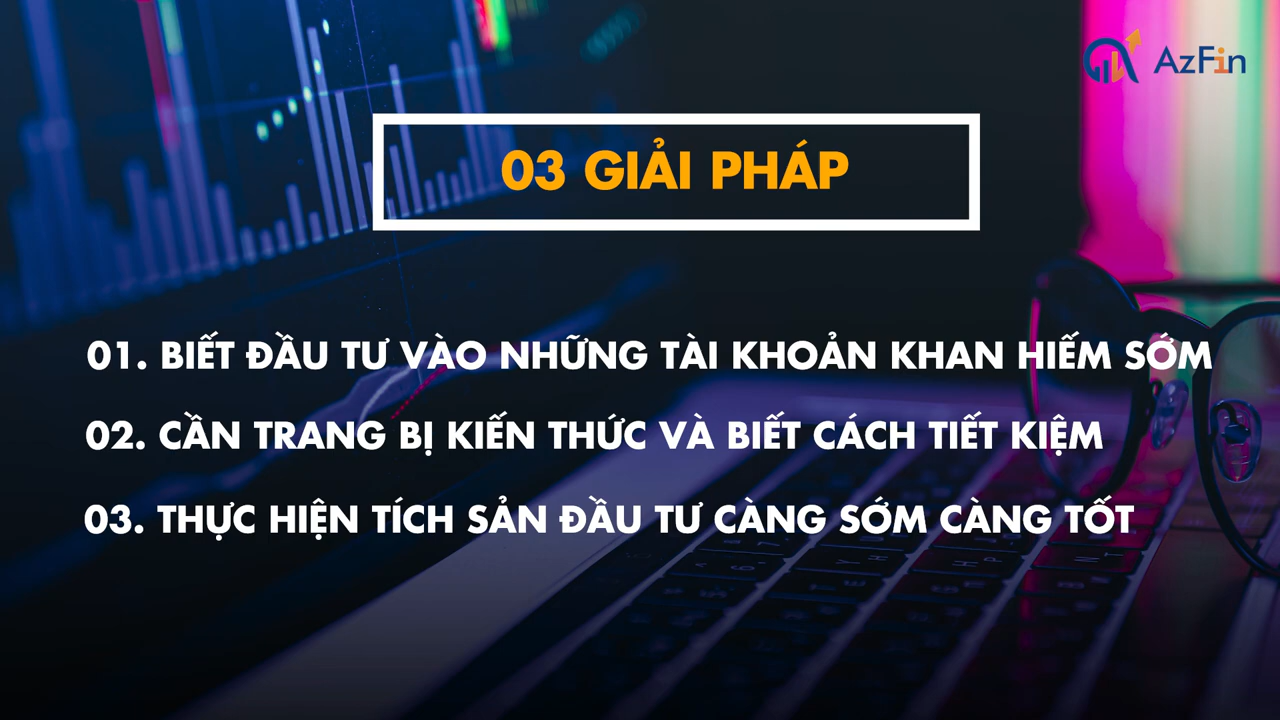 AzFin
03 GIẢI PHÁP
01. BIẾT ĐẦU TƯ VÀO NHỮNG TÀI KHOẢN KHAN HIẾM SỚM
02. CẦN TRANG BỊ KIẾN THỨC VÀ BIẾT CÁCH TIẾT KIỆM
03. THỰC HIỆN TÍCH SẢN ĐẦU TƯ CÀNG SỚM CÀNG TỐT